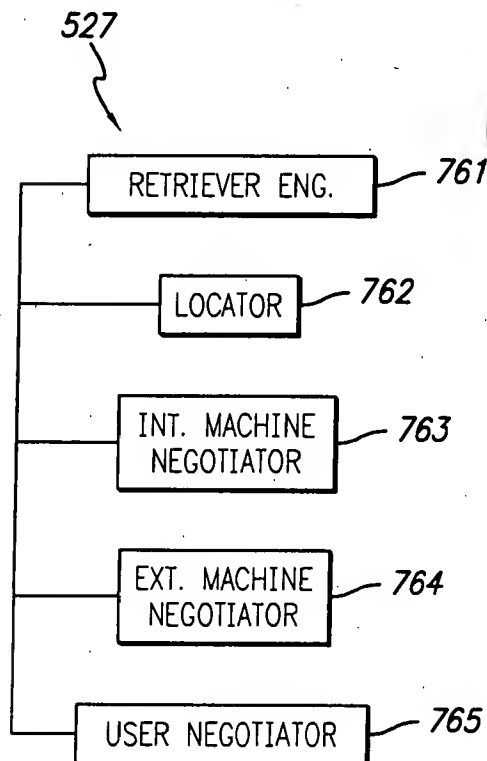 527
RETRIEVER ENG.
761
LOCATOR
762
INT. MACHINE
NEGOTIATOR
763
EXT. MACHINE
NEGOTIATOR
764
USER NEGOTIATOR
765